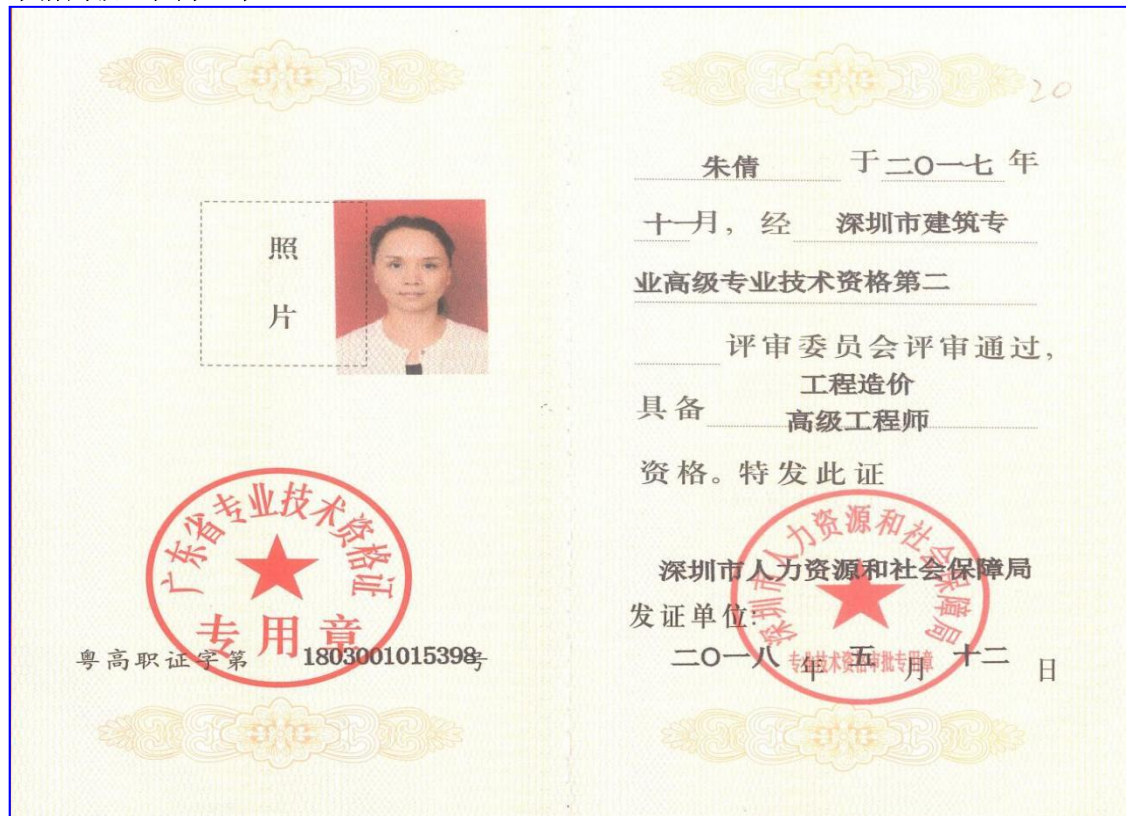 照
片
广东省专业技术资格证
专用章
粤高职证字第 1803001015398号
20
朱倩 于二〇一七年
十一月，经 深圳市建筑专
业高级专业技术资格第二
评审委员会评审通过，
工程造价
具备 高级工程师
资格。特发此证
深圳市人力资源和社会保障局
深圳市人力资源和社会保障局
发证单位：
专业技术资格审批专用章
二〇一八年五月十二日